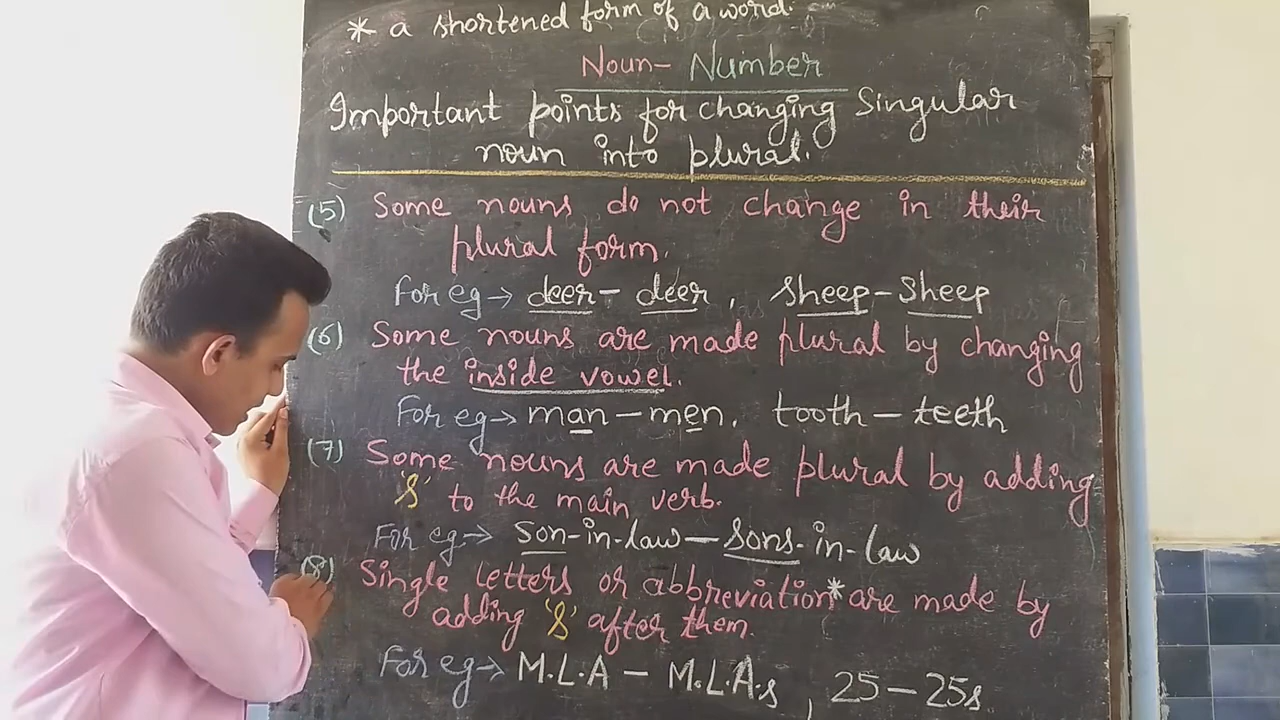 * a shortened form of a word.
Noun- Number
Important points for changing Singular
noun into plural.
(5) Some nouns do not change in their
plural form.
For eg→ deer- deer, Sheep-Sheep
(6) Some nouns are made plural by changing
the inside vowel.
For eg→ man-men, tooth-teeth
(7) Some nouns are made plural by adding
'S' to the main verb.
For eg→ son-in-law-sons-in-law
(8) Single letters or abbreviation* are made by
adding 'S' after them.
For eg→ M.L.A - M.L.A.s , 25-25s